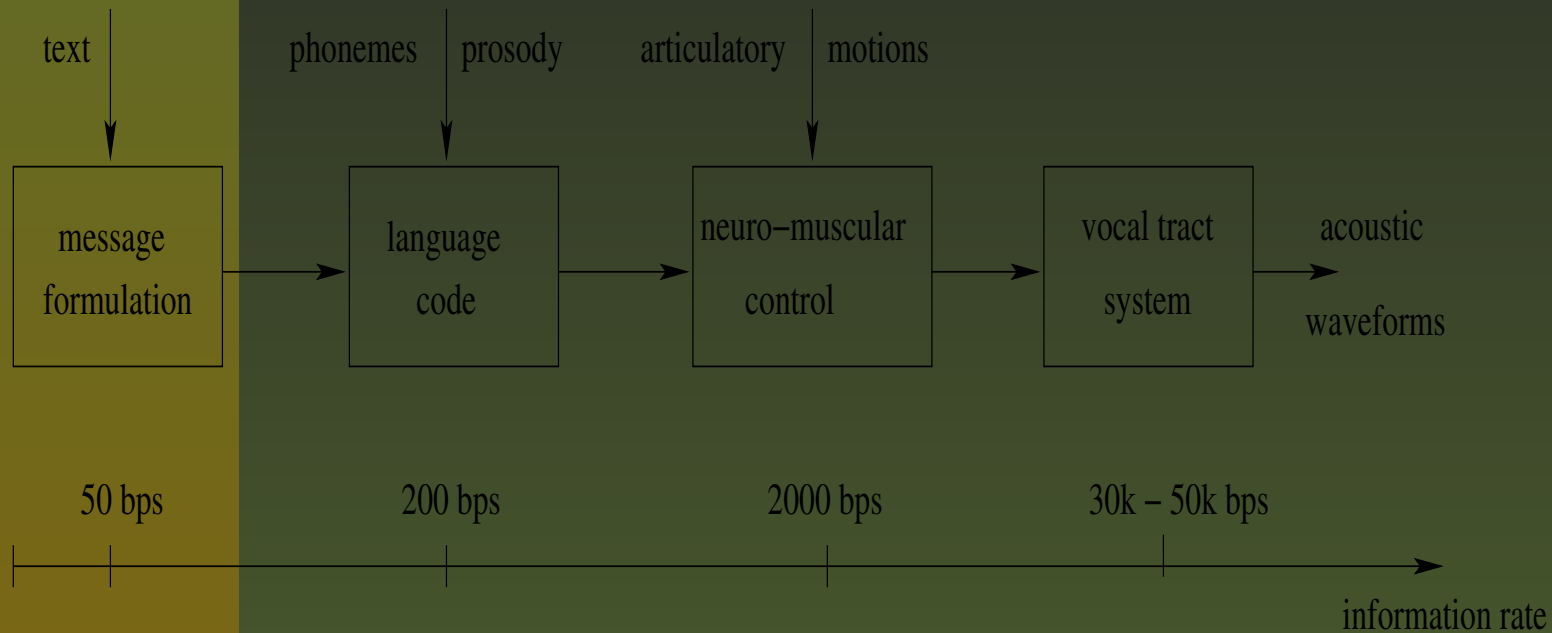 text
phonemes prosody
articulatory motions
message
formulation
language
code
neuro−muscular
control
vocal tract
system
acoustic
waveforms
50 bps
200 bps
2000 bps
30k − 50k bps
information rate